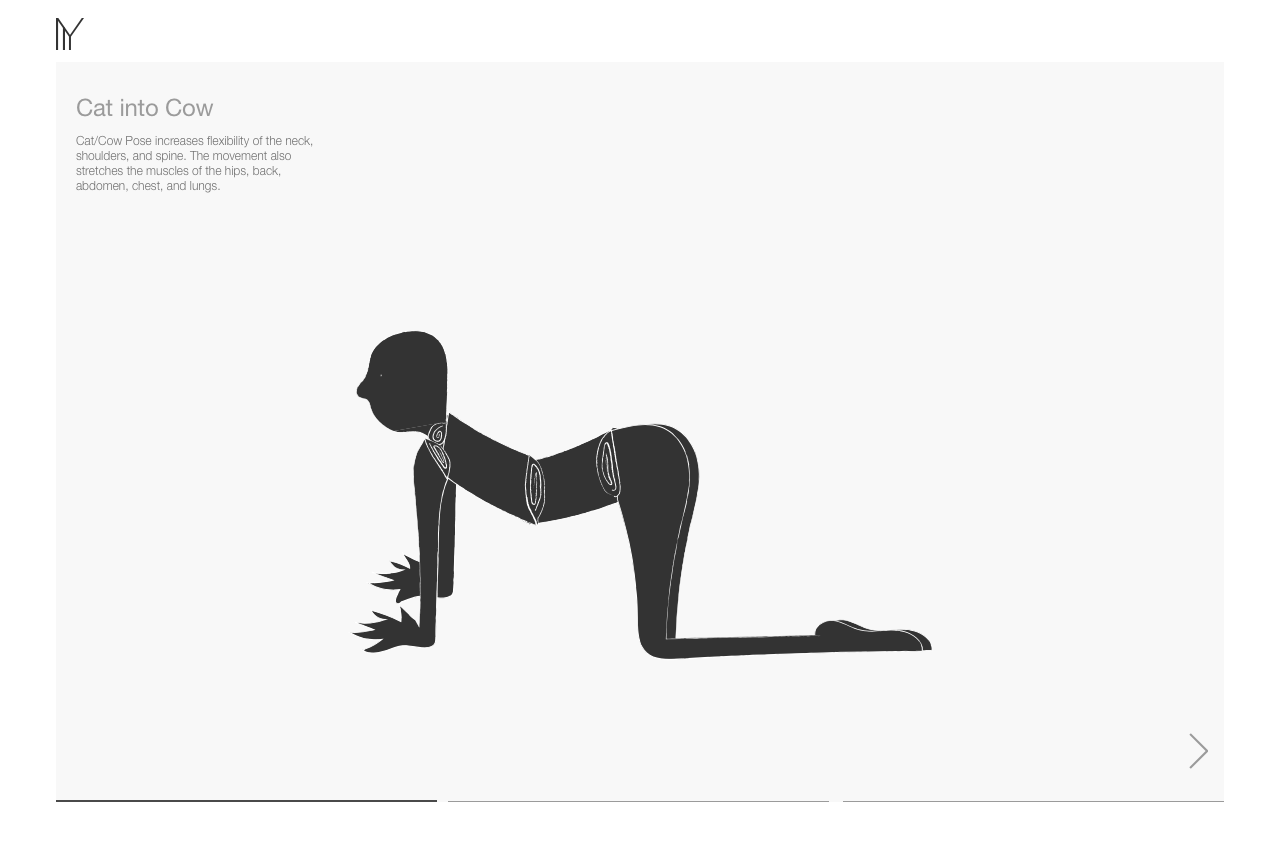 Cat into Cow
Cat/Cow Pose increases flexibility of the neck,
shoulders, and spine. The movement also
stretches the muscles of the hips, back,
abdomen, chest, and lungs.